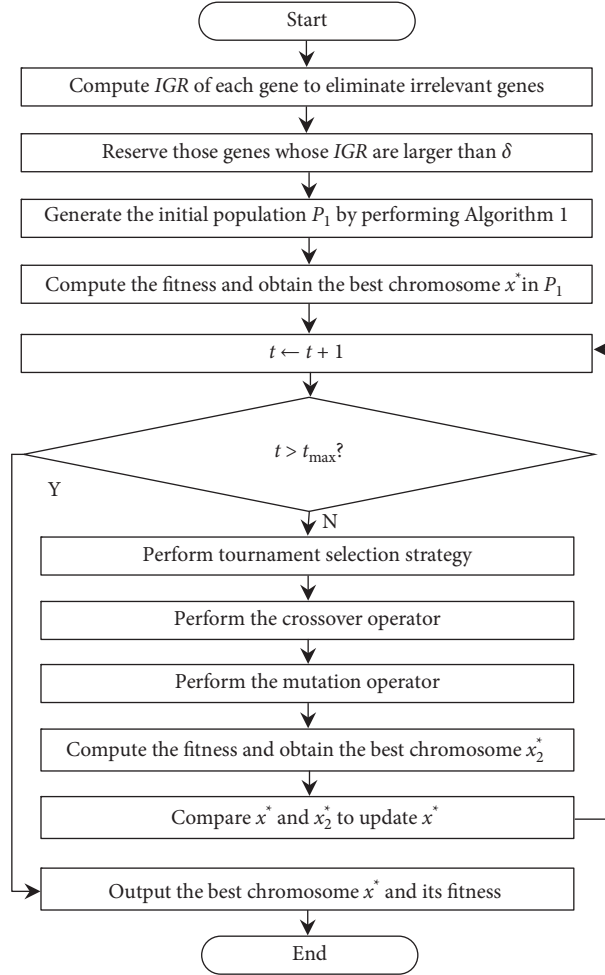 Start
Compute IGR of each gene to eliminate irrelevant genes
Reserve those genes whose IGR are larger than δ
Generate the initial population P₁ by performing Algorithm 1
Compute the fitness and obtain the best chromosome x* in P₁
t ← t + 1
t > tmax?
Y
N
Perform tournament selection strategy
Perform the crossover operator
Perform the mutation operator
Compute the fitness and obtain the best chromosome x₂*
Compare x* and x₂* to update x*
Output the best chromosome x* and its fitness
End